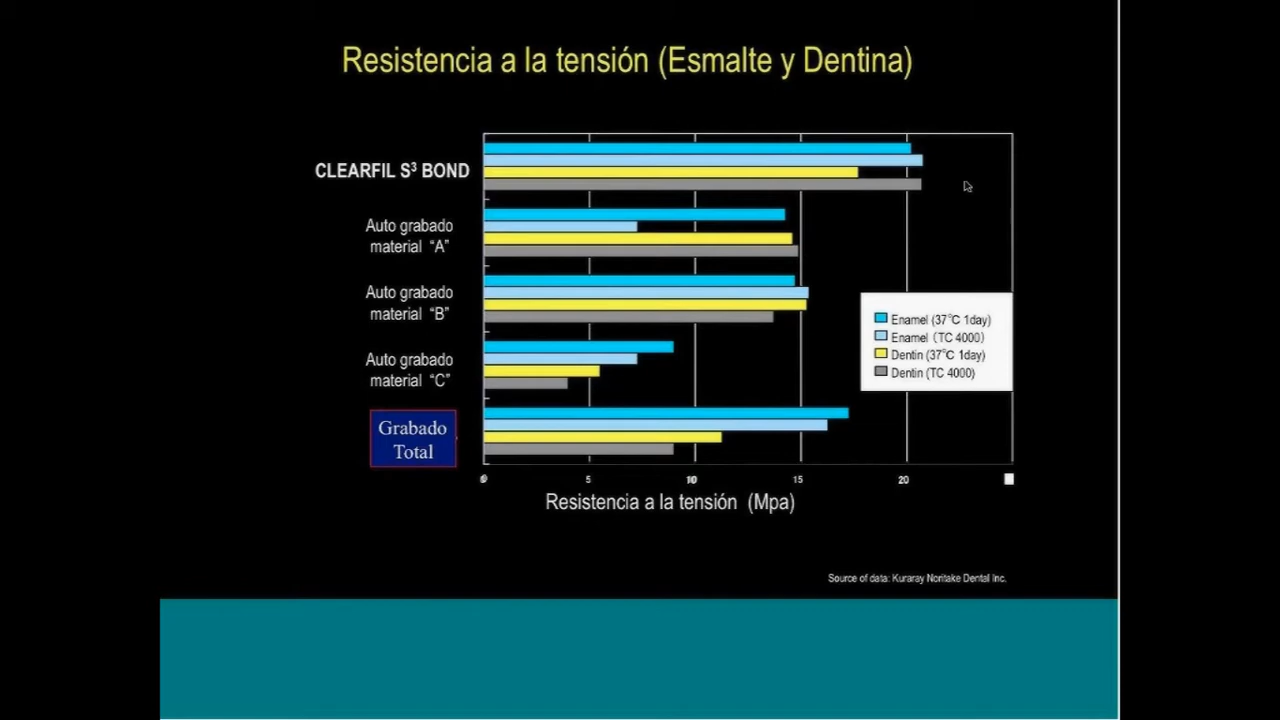 Resistencia a la tensión (Esmalte y Dentina)
CLEARFIL S³ BOND
Auto grabado
material “A”
Auto grabado
material “B”
Auto grabado
material “C”
Grabado
Total
Enamel (37℃ 1day)
Enamel (TC 4000)
Dentin (37℃ 1day)
Dentin (TC 4000)
0 5 10 15 20
Resistencia a la tensión (Mpa)
Source of data: Kuraray Noritake Dental Inc.